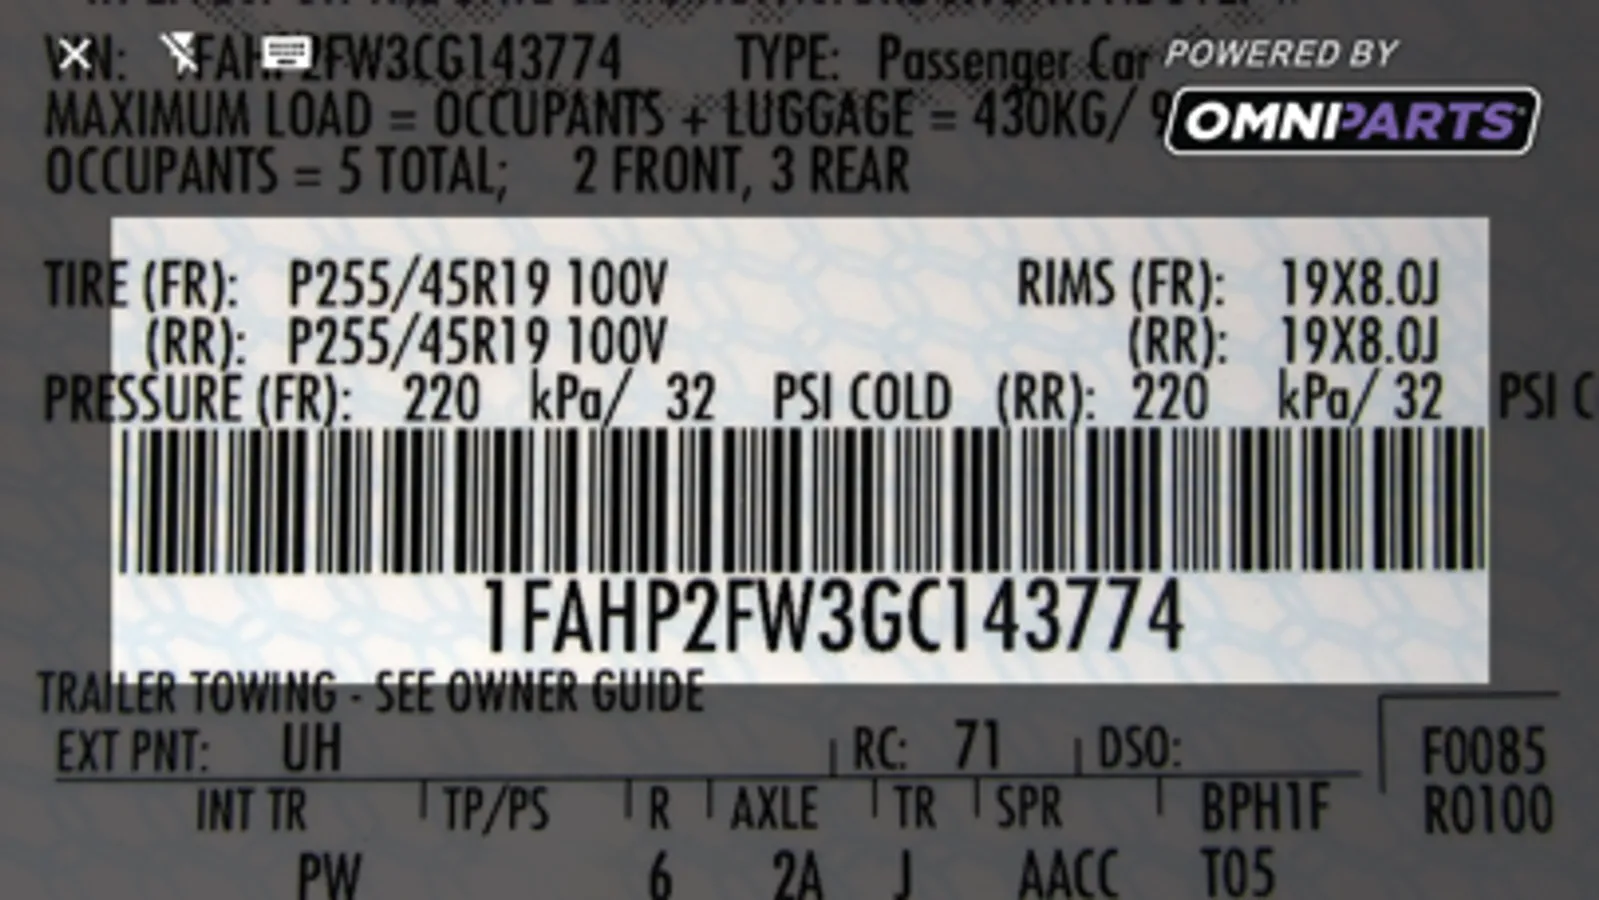 VIN: 1FAHP2FW3CG143774 TYPE: Passenger Car
POWERED BY
OMNIPARTS
MAXIMUM LOAD = OCCUPANTS + LUGGAGE = 430KG/ 9
OCCUPANTS = 5 TOTAL; 2 FRONT, 3 REAR
TIRE (FR): P255/45R19 100V RIMS (FR): 19X8.0J
(RR): P255/45R19 100V (RR): 19X8.0J
PRESSURE (FR): 220 kPa/ 32 PSI COLD (RR): 220 kPa/ 32 PSI C
1FAHP2FW3GC143774
TRAILER TOWING - SEE OWNER GUIDE
EXT PNT: UH RC: 71 DSO: F0085
INT TR TP/PS R AXLE TR SPR BPH1F R0100
PW 6 2A J AACC T05